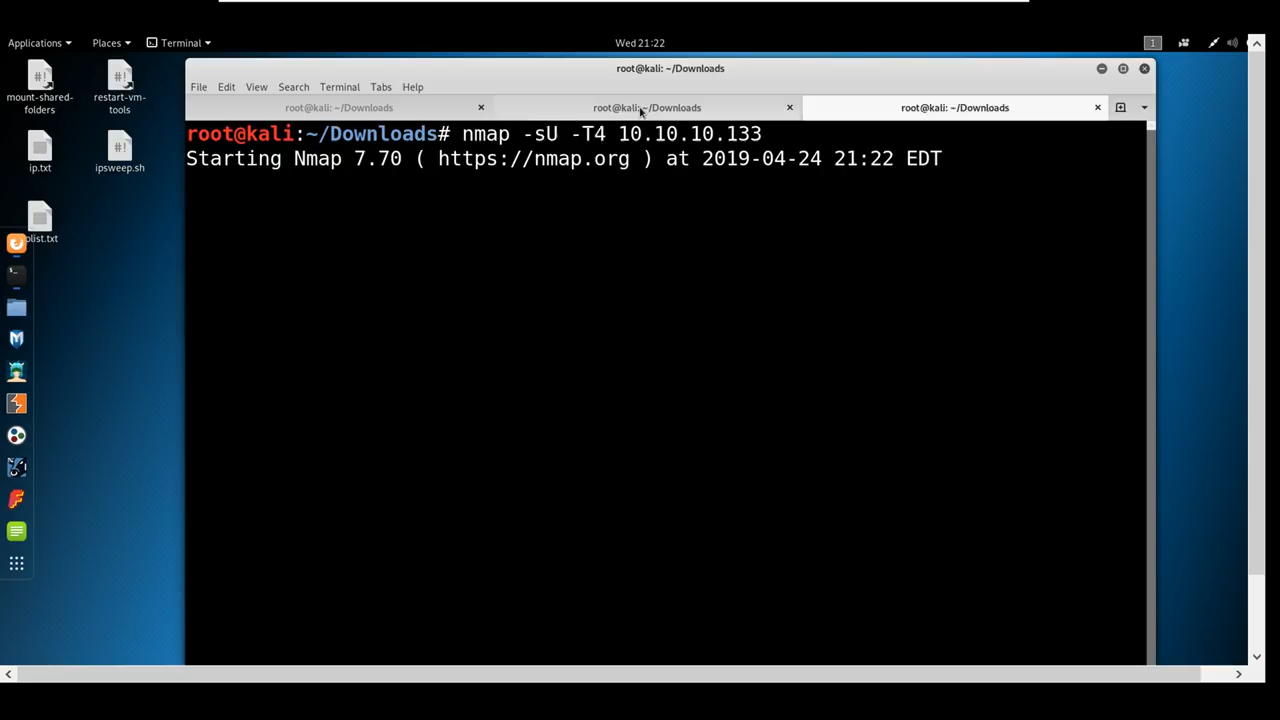 Applications
Places
Terminal
Wed 21:22
1
mount-shared-
folders
restart-vm-
tools
ip.txt
ipsweep.sh
plist.txt
root@kali: ~/Downloads
File Edit View Search Terminal Tabs Help
root@kali: ~/Downloads
root@kali: ~/Downloads
root@kali: ~/Downloads
root@kali:~/Downloads# nmap -sU -T4 10.10.10.133
Starting Nmap 7.70 ( https://nmap.org ) at 2019-04-24 21:22 EDT